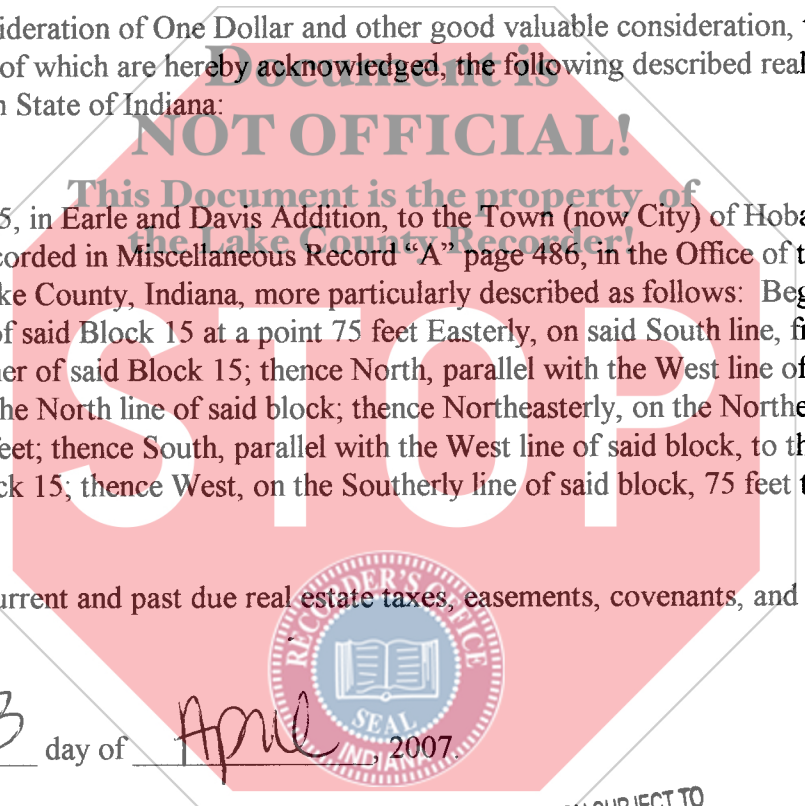 ideration of One Dollar and other good valuable consideration,
of which are hereby acknowledged, the following described real
State of Indiana:
Document is
NOT OFFICIAL!
This Document is the property of
the Lake County Recorder!
5, in Earle and Davis Addition, to the Town (now City) of Hoba
orded in Miscellaneous Record “A” page 486, in the Office of t
ke County, Indiana, more particularly described as follows: Beg
of said Block 15 at a point 75 feet Easterly, on said South line, f
ner of said Block 15; thence North, parallel with the West line of
he North line of said block; thence Northeasterly, on the Northe
eet; thence South, parallel with the West line of said block, to th
ck 15; thence West, on the Southerly line of said block, 75 feet t
STOP
urrent and past due real estate taxes, easements, covenants, and
RECORDER'S OFFICE
SEAL
INDIANA
3 day of April, 2007.
SUBJECT TO